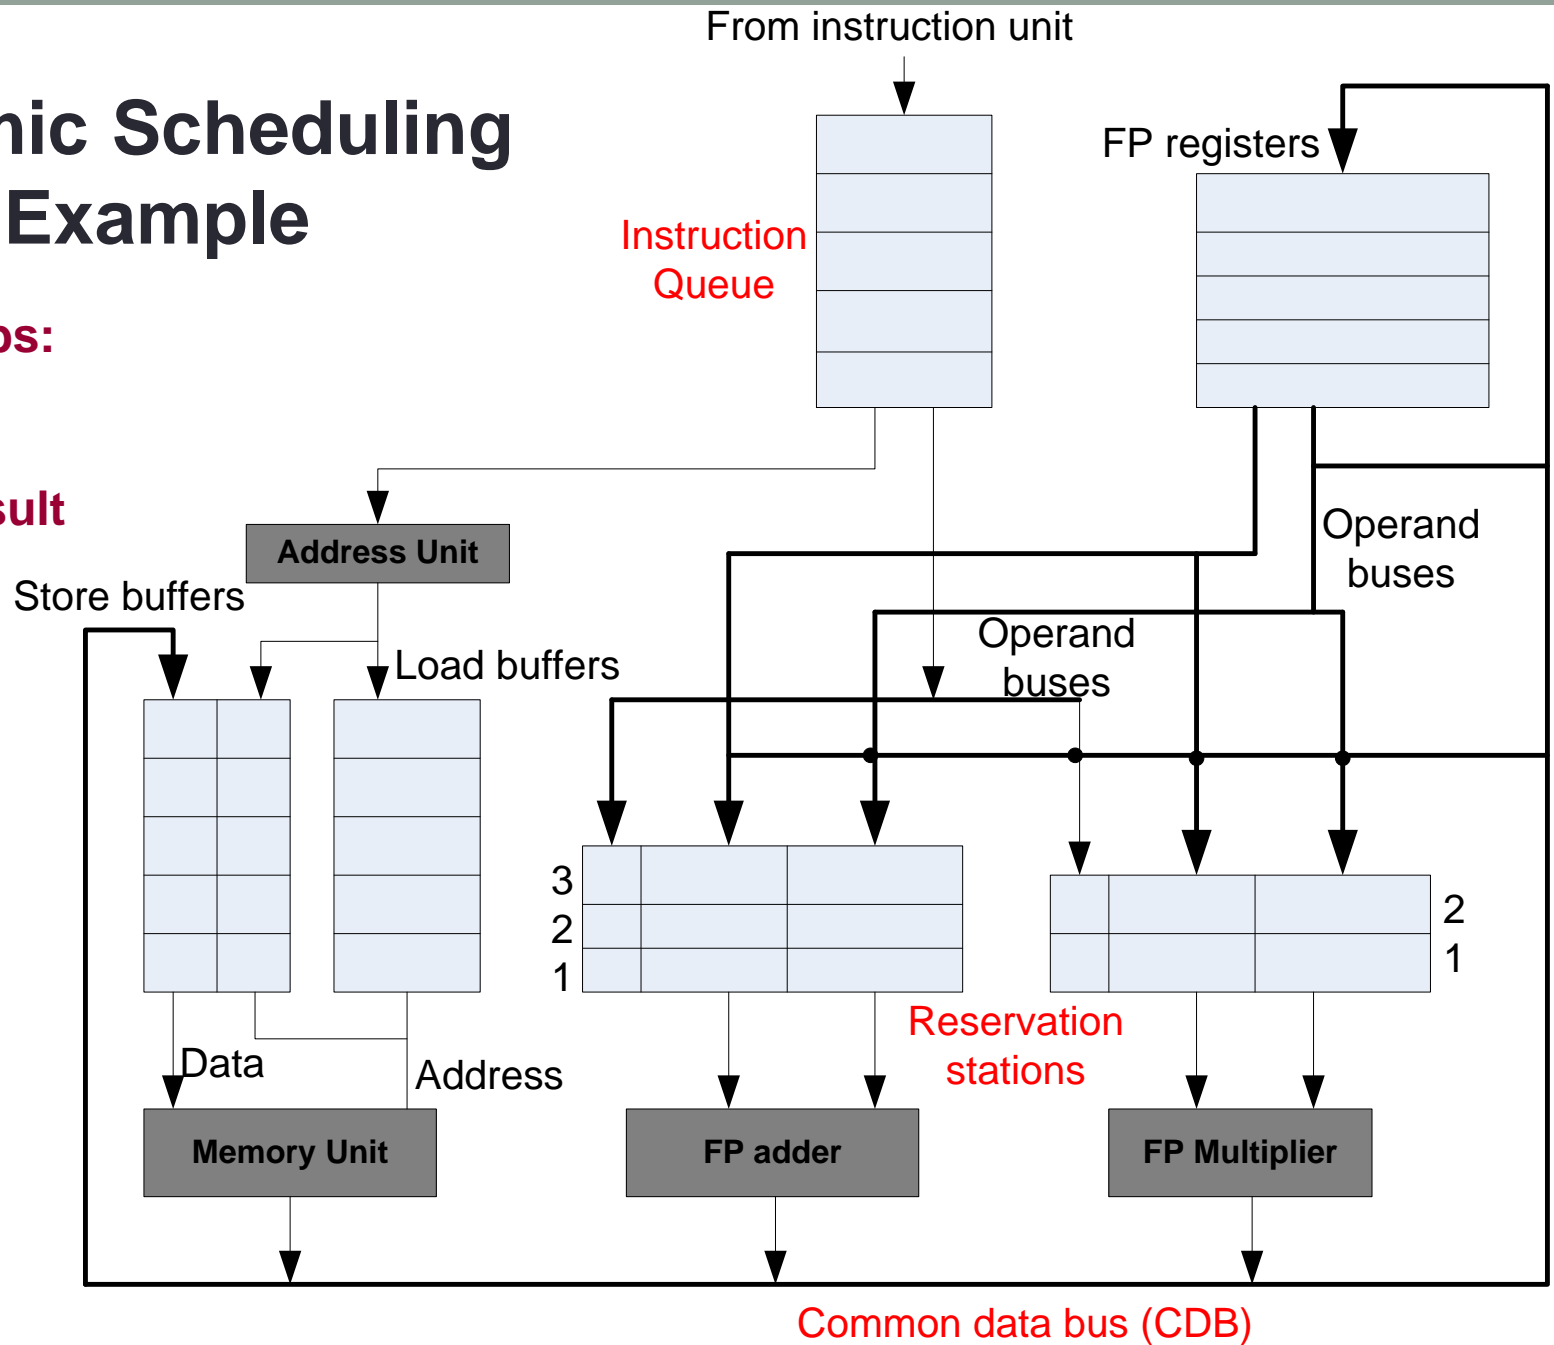 From instruction unit
mic Scheduling
Example
FP registers
Instruction
Queue
ps:
sult
Operand
buses
Address Unit
Store buffers
Load buffers
Operand
buses
3
2
1
2
1
Reservation
stations
Data
Address
Memory Unit
FP adder
FP Multiplier
Common data bus (CDB)